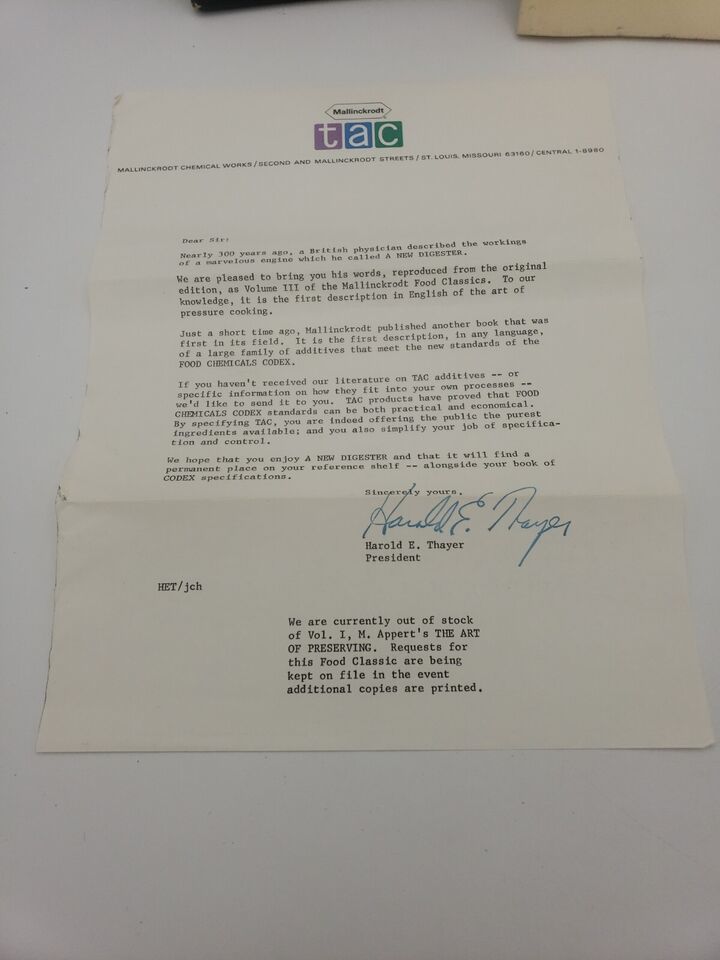 Mallinckrodt
tac
MALLINCKRODT CHEMICAL WORKS / SECOND AND MALLINCKRODT STREETS / ST. LOUIS, MISSOURI 63160 / CENTRAL 1-8980
Dear Sir:
Nearly 300 years ago, a British physician described the workings
of a marvelous engine which he called A NEW DIGESTER.
We are pleased to bring you his words, reproduced from the original
edition, as Volume III of the Mallinckrodt Food Classics. To our
knowledge, it is the first description in English of the art of
pressure cooking.
Just a short time ago, Mallinckrodt published another book that was
first in its field. It is the first description, in any language,
of a large family of additives that meet the new standards of the
FOOD CHEMICALS CODEX.
If you haven't received our literature on TAC additives -- or
specific information on how they fit into your own processes --
we'd like to send it to you. TAC products have proved that FOOD
CHEMICALS CODEX standards can be both practical and economical.
By specifying TAC, you are indeed offering the public the purest
ingredients available; and you also simplify your job of specifica-
tion and control.
We hope that you enjoy A NEW DIGESTER and that it will find a
permanent place on your reference shelf -- alongside your book of
CODEX specifications.
Sincerely yours,
Harold E. Thayer
Harold E. Thayer
President
HET/jch
We are currently out of stock
of Vol. I, M. Appert's THE ART
OF PRESERVING. Requests for
this Food Classic are being
kept on file in the event
additional copies are printed.